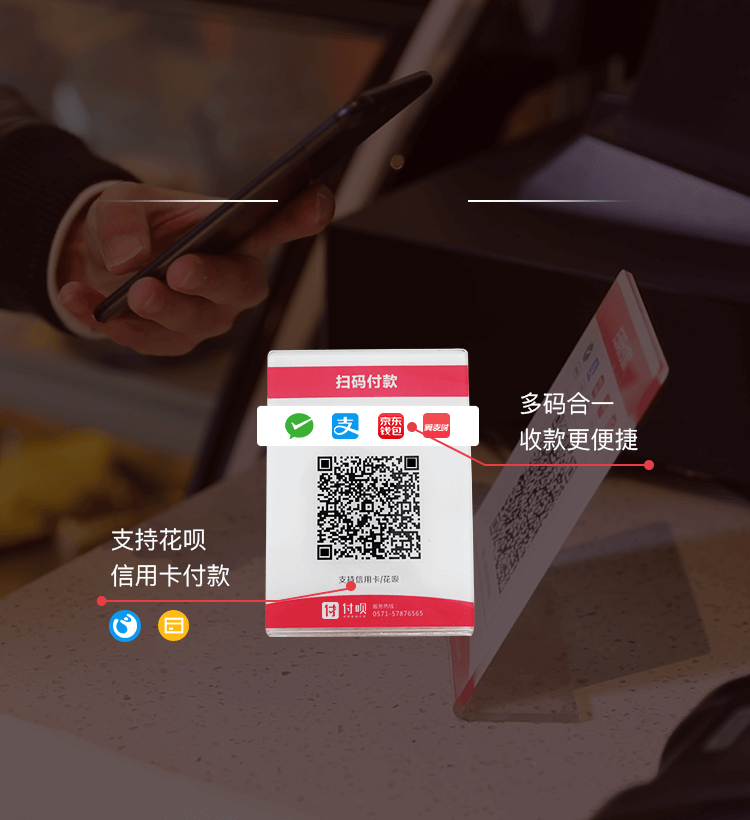 扫码付款
支
京东
钱包
翼支付
多码合一
收款更便捷
支持花呗
信用卡付款
支持信用卡/花呗
付 付呗
服务热线
0571-57876565